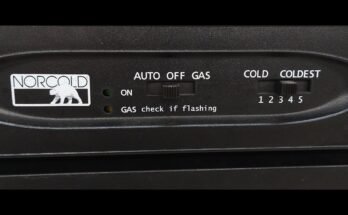 NORCOLD
AUTO OFF GAS
ON
GAS check if flashing
COLD COLDEST
1 2 3 4 5